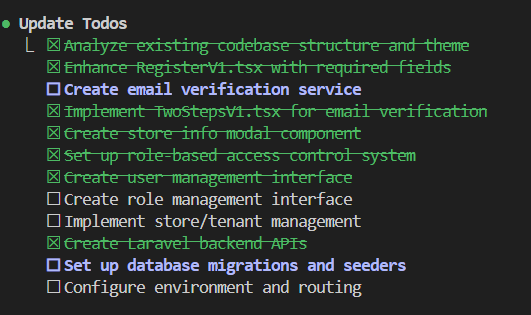 ● Update Todos
└ ☒ Analyze existing codebase structure and theme
☒ Enhance RegisterV1.tsx with required fields
☐ Create email verification service
☒ Implement TwoStepsV1.tsx for email verification
☒ Create store info modal component
☒ Set up role-based access control system
☒ Create user management interface
☐ Create role management interface
☐ Implement store/tenant management
☒ Create Laravel backend APIs
☐ Set up database migrations and seeders
☐ Configure environment and routing